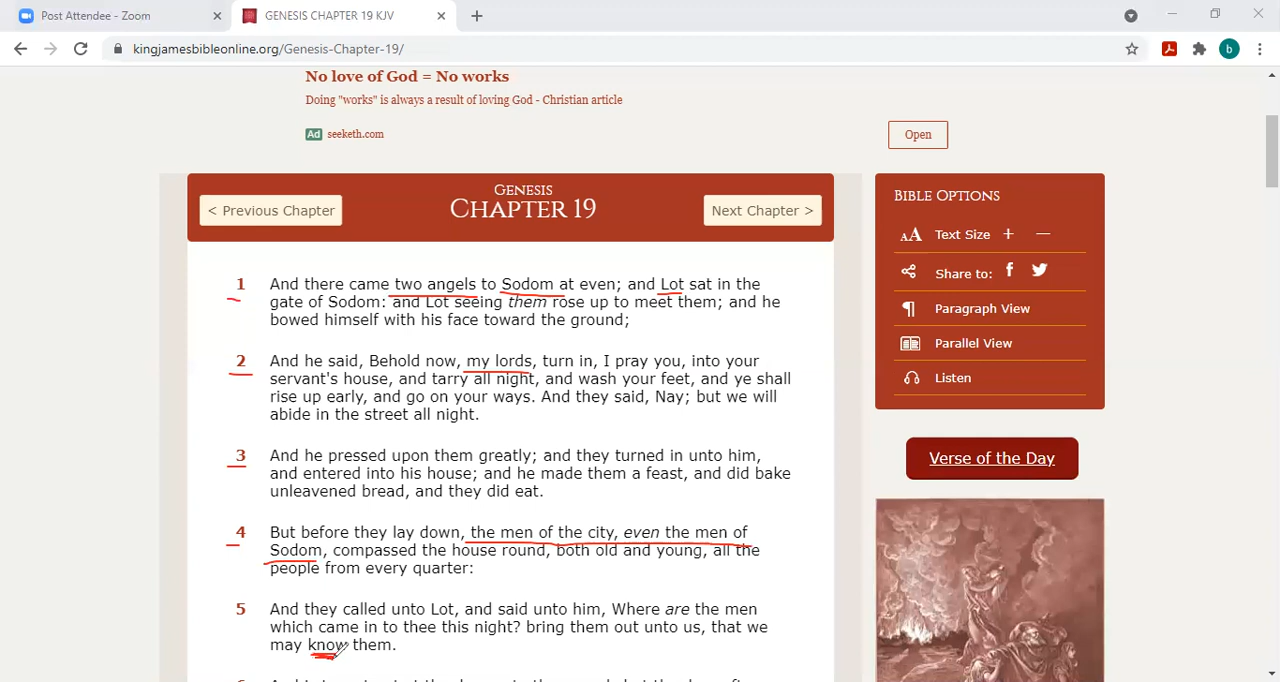 Post Attendee - Zoom
GENESIS CHAPTER 19 KJV
kingjamesbibleonline.org/Genesis-Chapter-19/
b
No love of God = No works
Doing "works" is always a result of loving God - Christian article
Ad seeketh.com
Open
< Previous Chapter
GENESIS
CHAPTER 19
Next Chapter >
1 And there came two angels to Sodom at even; and Lot sat in the
gate of Sodom: and Lot seeing them rose up to meet them; and he
bowed himself with his face toward the ground;
2 And he said, Behold now, my lords, turn in, I pray you, into your
servant's house, and tarry all night, and wash your feet, and ye shall
rise up early, and go on your ways. And they said, Nay; but we will
abide in the street all night.
3 And he pressed upon them greatly; and they turned in unto him,
and entered into his house; and he made them a feast, and did bake
unleavened bread, and they did eat.
4 But before they lay down, the men of the city, even the men of
Sodom, compassed the house round, both old and young, all the
people from every quarter:
5 And they called unto Lot, and said unto him, Where are the men
which came in to thee this night? bring them out unto us, that we
may know them.
BIBLE OPTIONS
AA Text Size + —
Share to:
Paragraph View
Parallel View
Listen
Verse of the Day